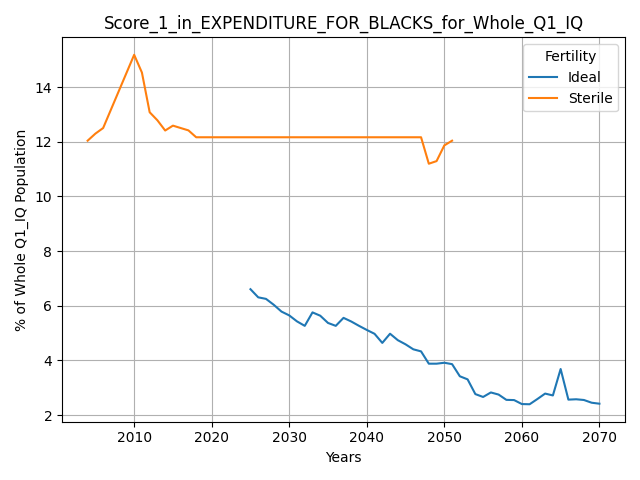 Score_1_in_EXPENDITURE_FOR_BLACKS_for_Whole_Q1_IQ
Fertility
Ideal
Sterile
% of Whole Q1_IQ Population
14
12
10
8
6
4
2
2010
2020
2030
2040
2050
2060
2070
Years